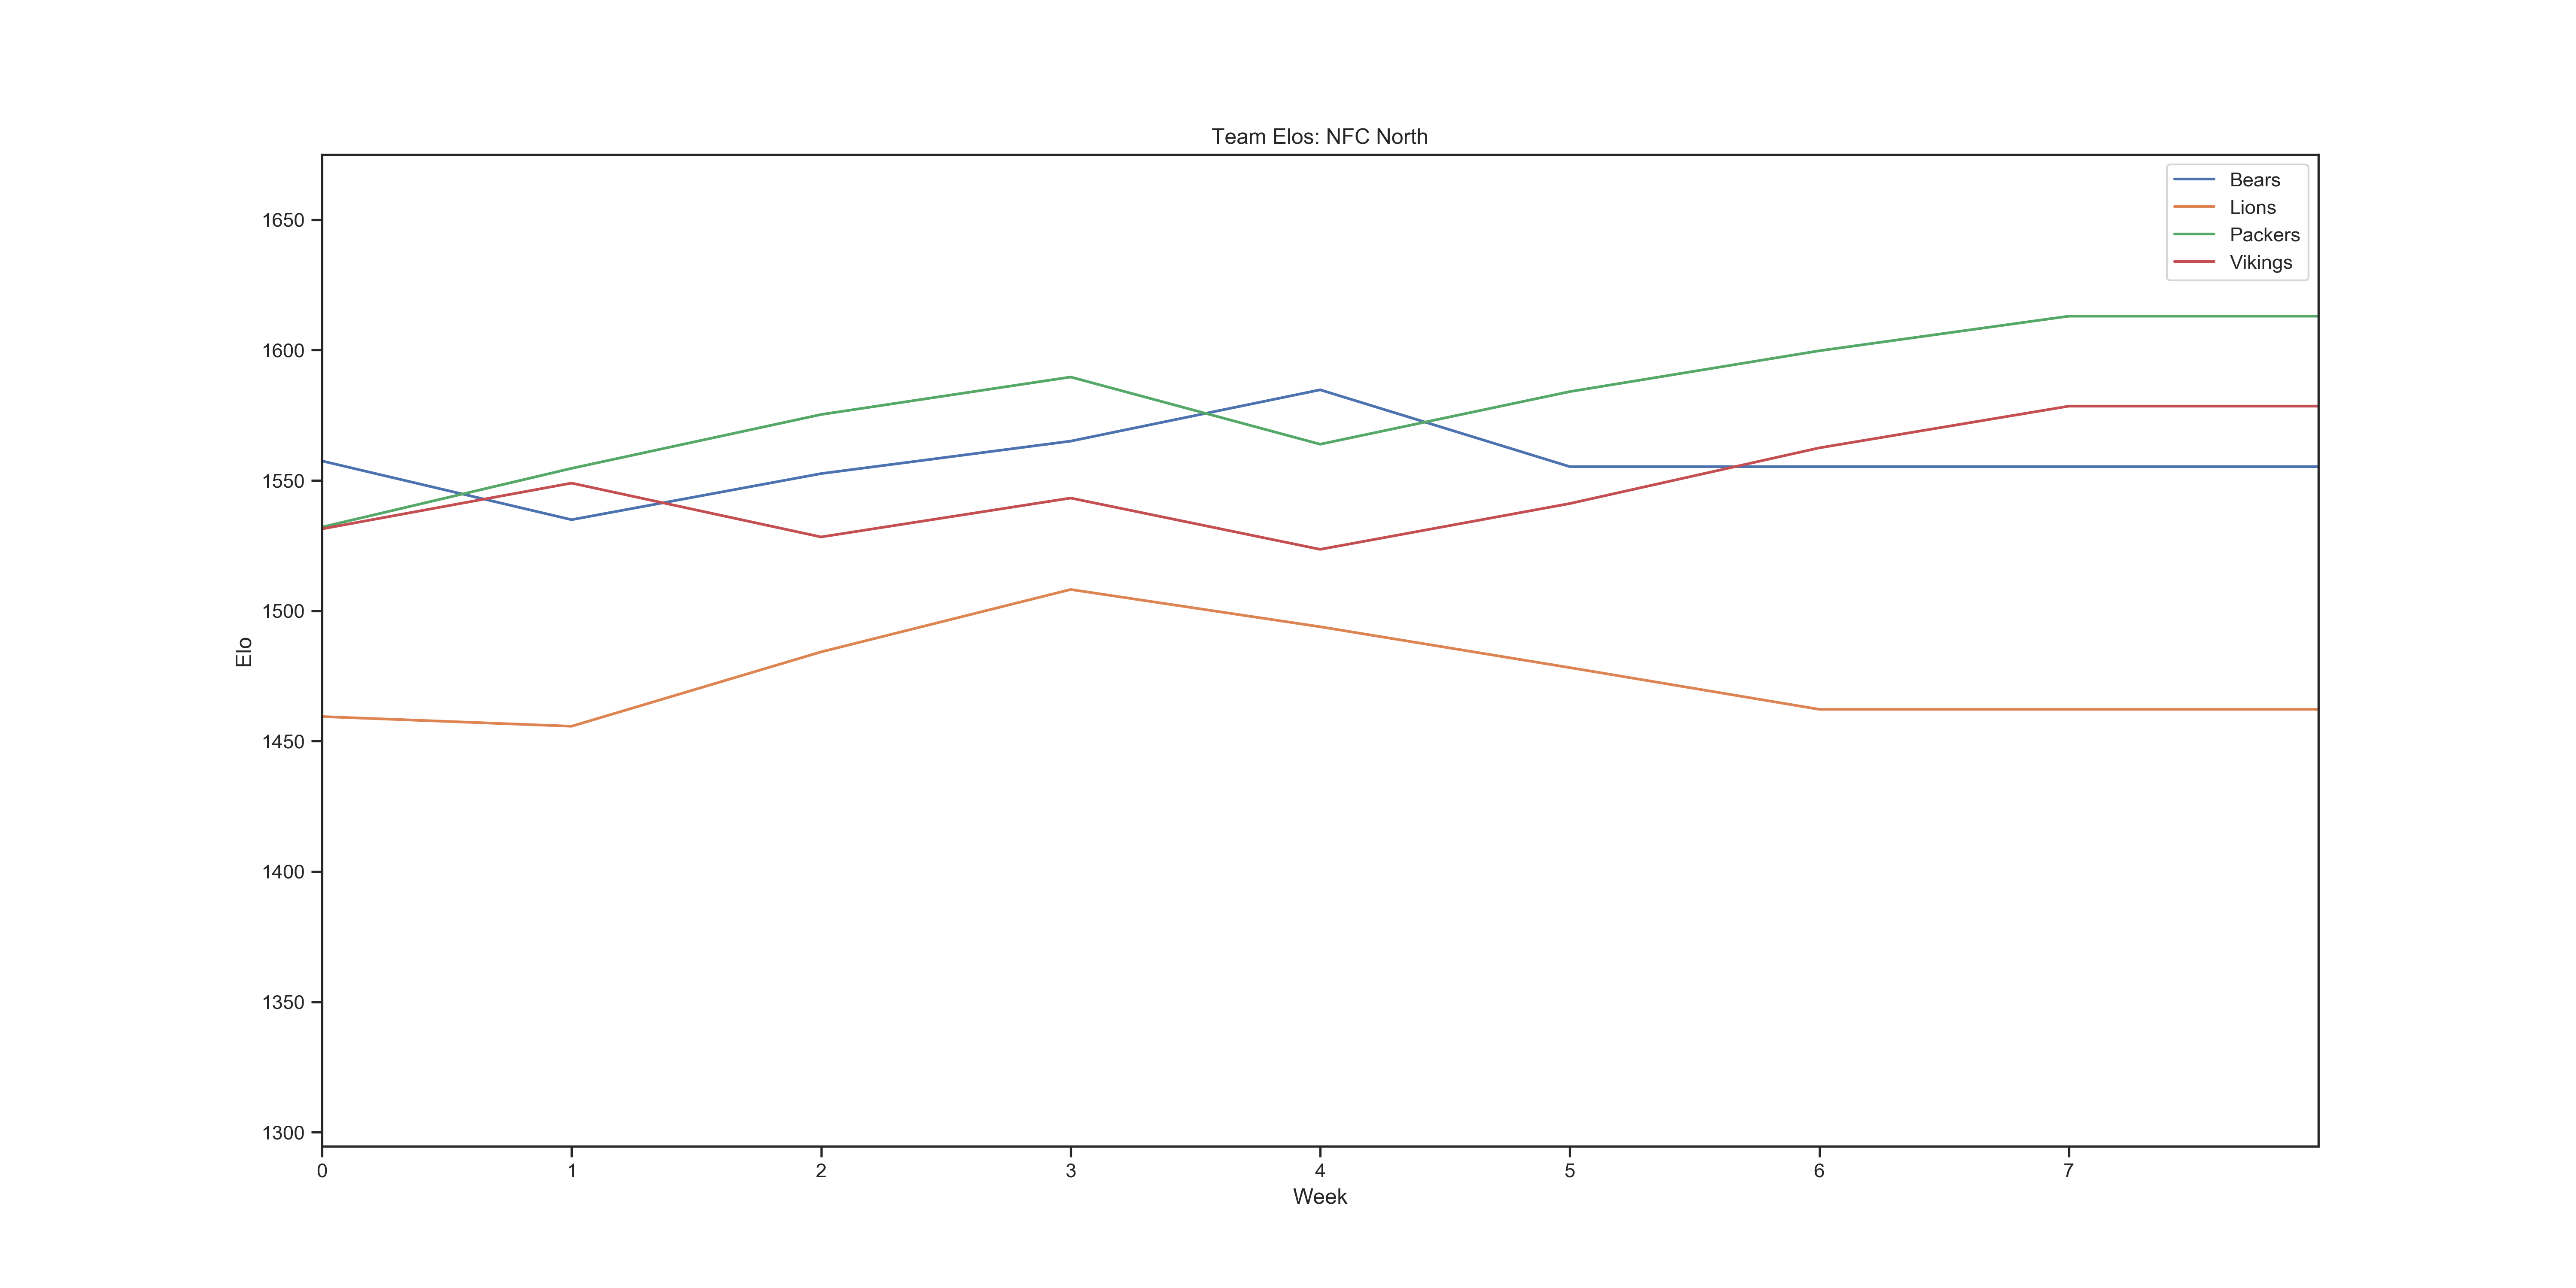 Team Elos: NFC North
Bears
Lions
Packers
Vikings
1650
1600
1550
1500
1450
1400
1350
1300
Elo
0 1 2 3 4 5 6 7
Week